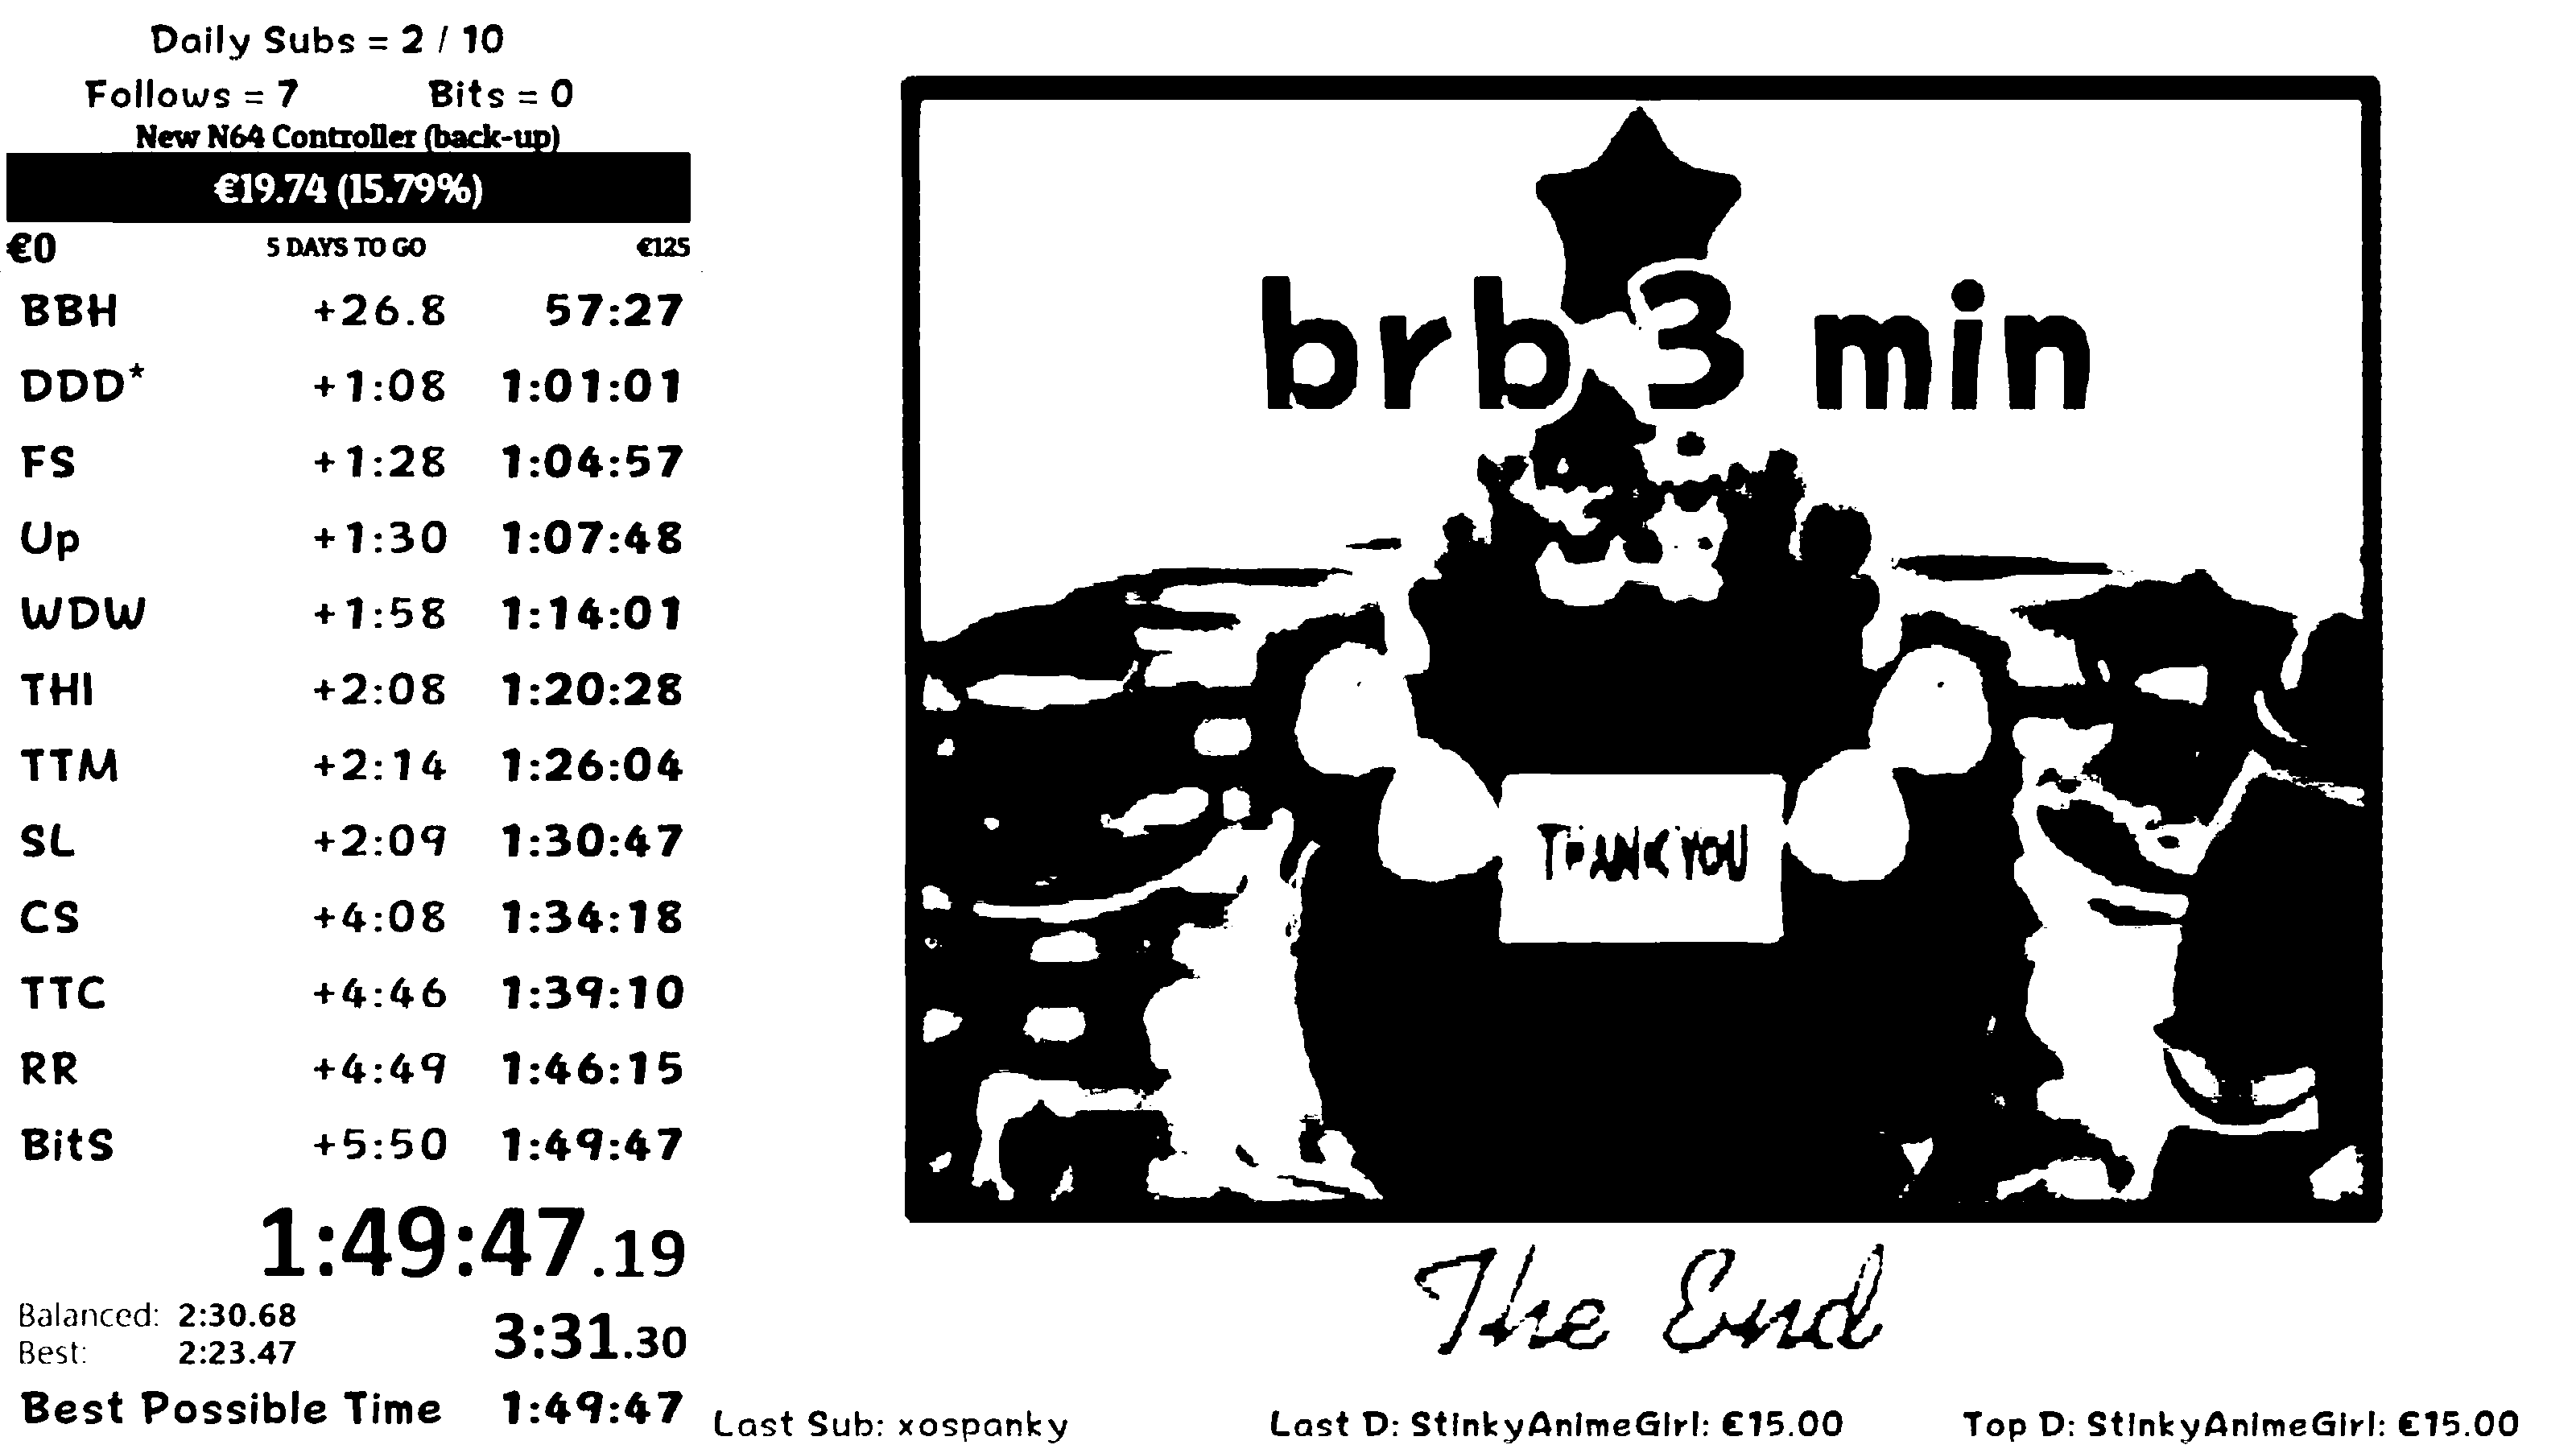 Daily Subs = 2 / 10
Follows = 7 Bits = 0
New N64 Controller (back-up)
€19.74 (15.79%)
€0 5 DAYS TO GO €125
BBH +26.8 57:27
DDD* +1:08 1:01:01
FS +1:28 1:04:57
Up +1:30 1:07:48
WDW +1:58 1:14:01
THI +2:08 1:20:28
TTM +2:14 1:26:04
SL +2:09 1:30:47
CS +4:08 1:34:18
TTC +4:46 1:39:10
RR +4:49 1:46:15
BitS +5:50 1:49:47
1:49:47.19
Balanced: 2:30.68
Best: 2:23.47
3:31.30
Best Possible Time 1:49:47
brb 3 min
THANK YOU
The End
Last Sub: xospanky
Last D: StinkyAnimeGirl: €15.00
Top D: StinkyAnimeGirl: €15.00